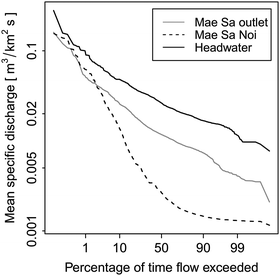 Mae Sa outlet
Mae Sa Noi
Headwater
Mean specific discharge [ m³/km² s ]
0.1
0.02
0.005
0.001
1 10 50 90 99
Percentage of time flow exceeded